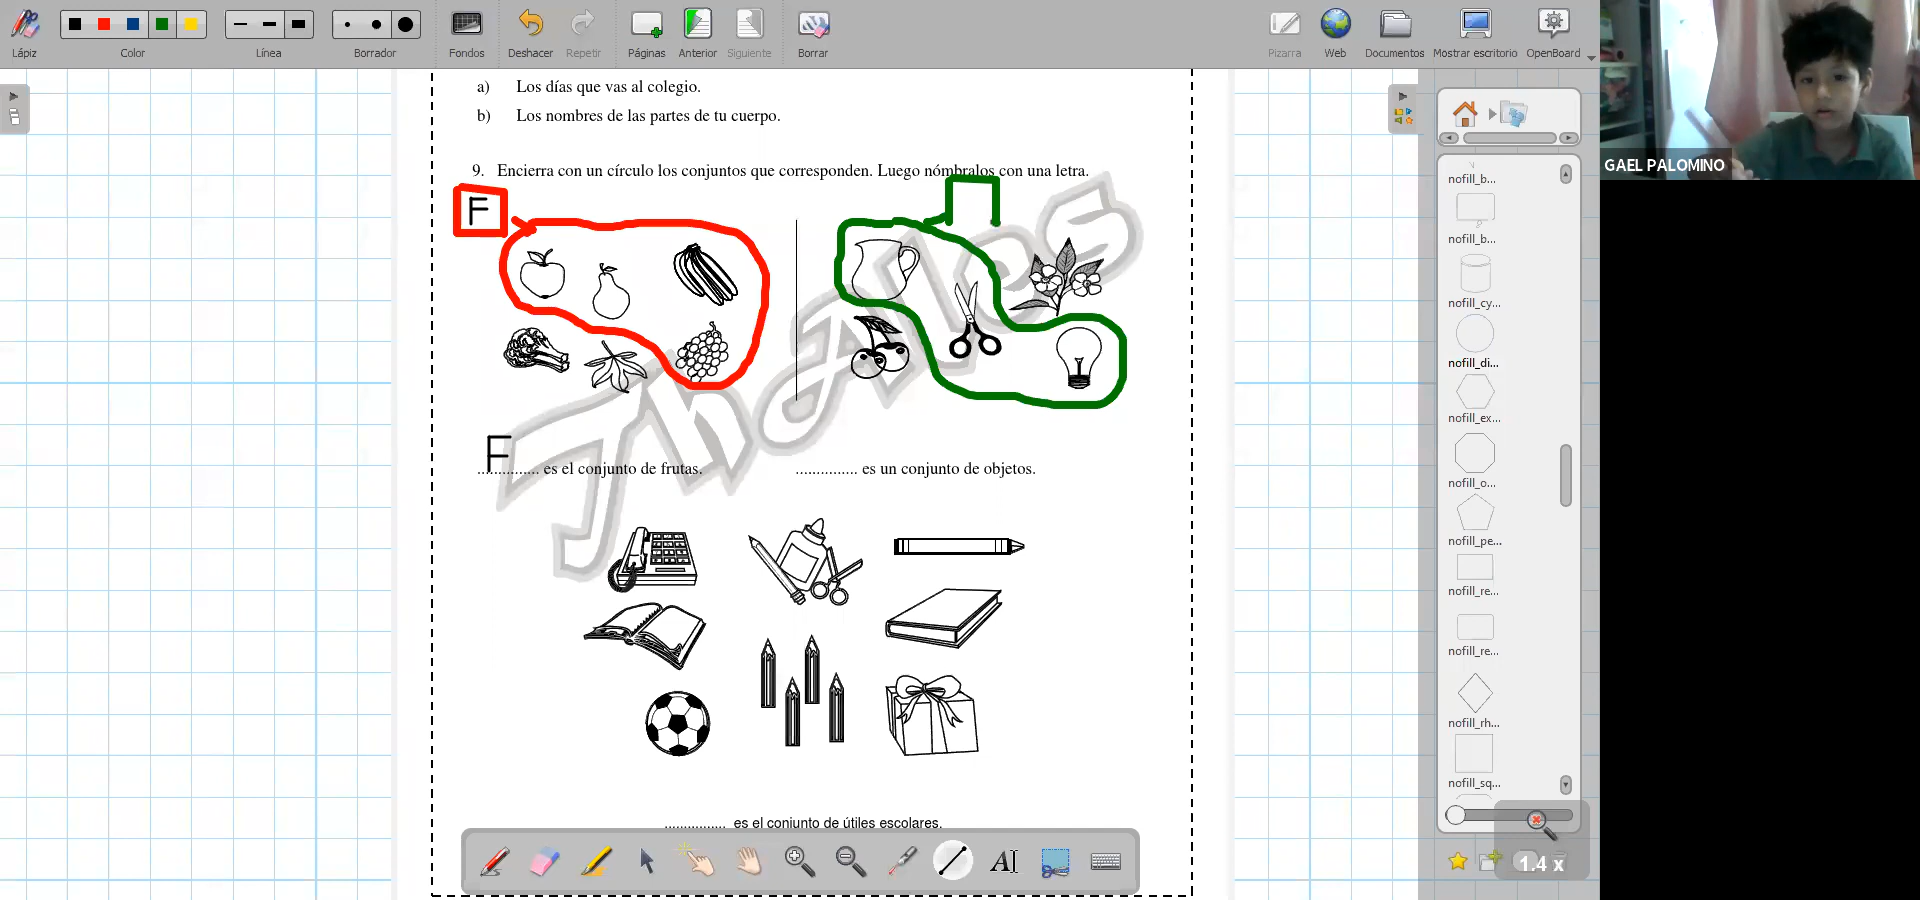 Lápiz
Color
Línea
Borrador
Fondos
Deshacer
Repetir
Páginas
Anterior
Siguiente
Borrar
Pizarra
Web
Documentos
Mostrar escritorio
OpenBoard
a) Los días que vas al colegio.
b) Los nombres de las partes de tu cuerpo.
9. Encierra con un círculo los conjuntos que corresponden. Luego nómbralos con una letra.
F
F
............... es el conjunto de frutas.
............... es un conjunto de objetos.
Thales
............... es el conjunto de útiles escolares.
nofill_b...
nofill_b...
nofill_cy...
nofill_di...
nofill_ex...
nofill_o...
nofill_pe...
nofill_re...
nofill_re...
nofill_rh...
nofill_sq...
1.4 x
AI
GAEL PALOMINO